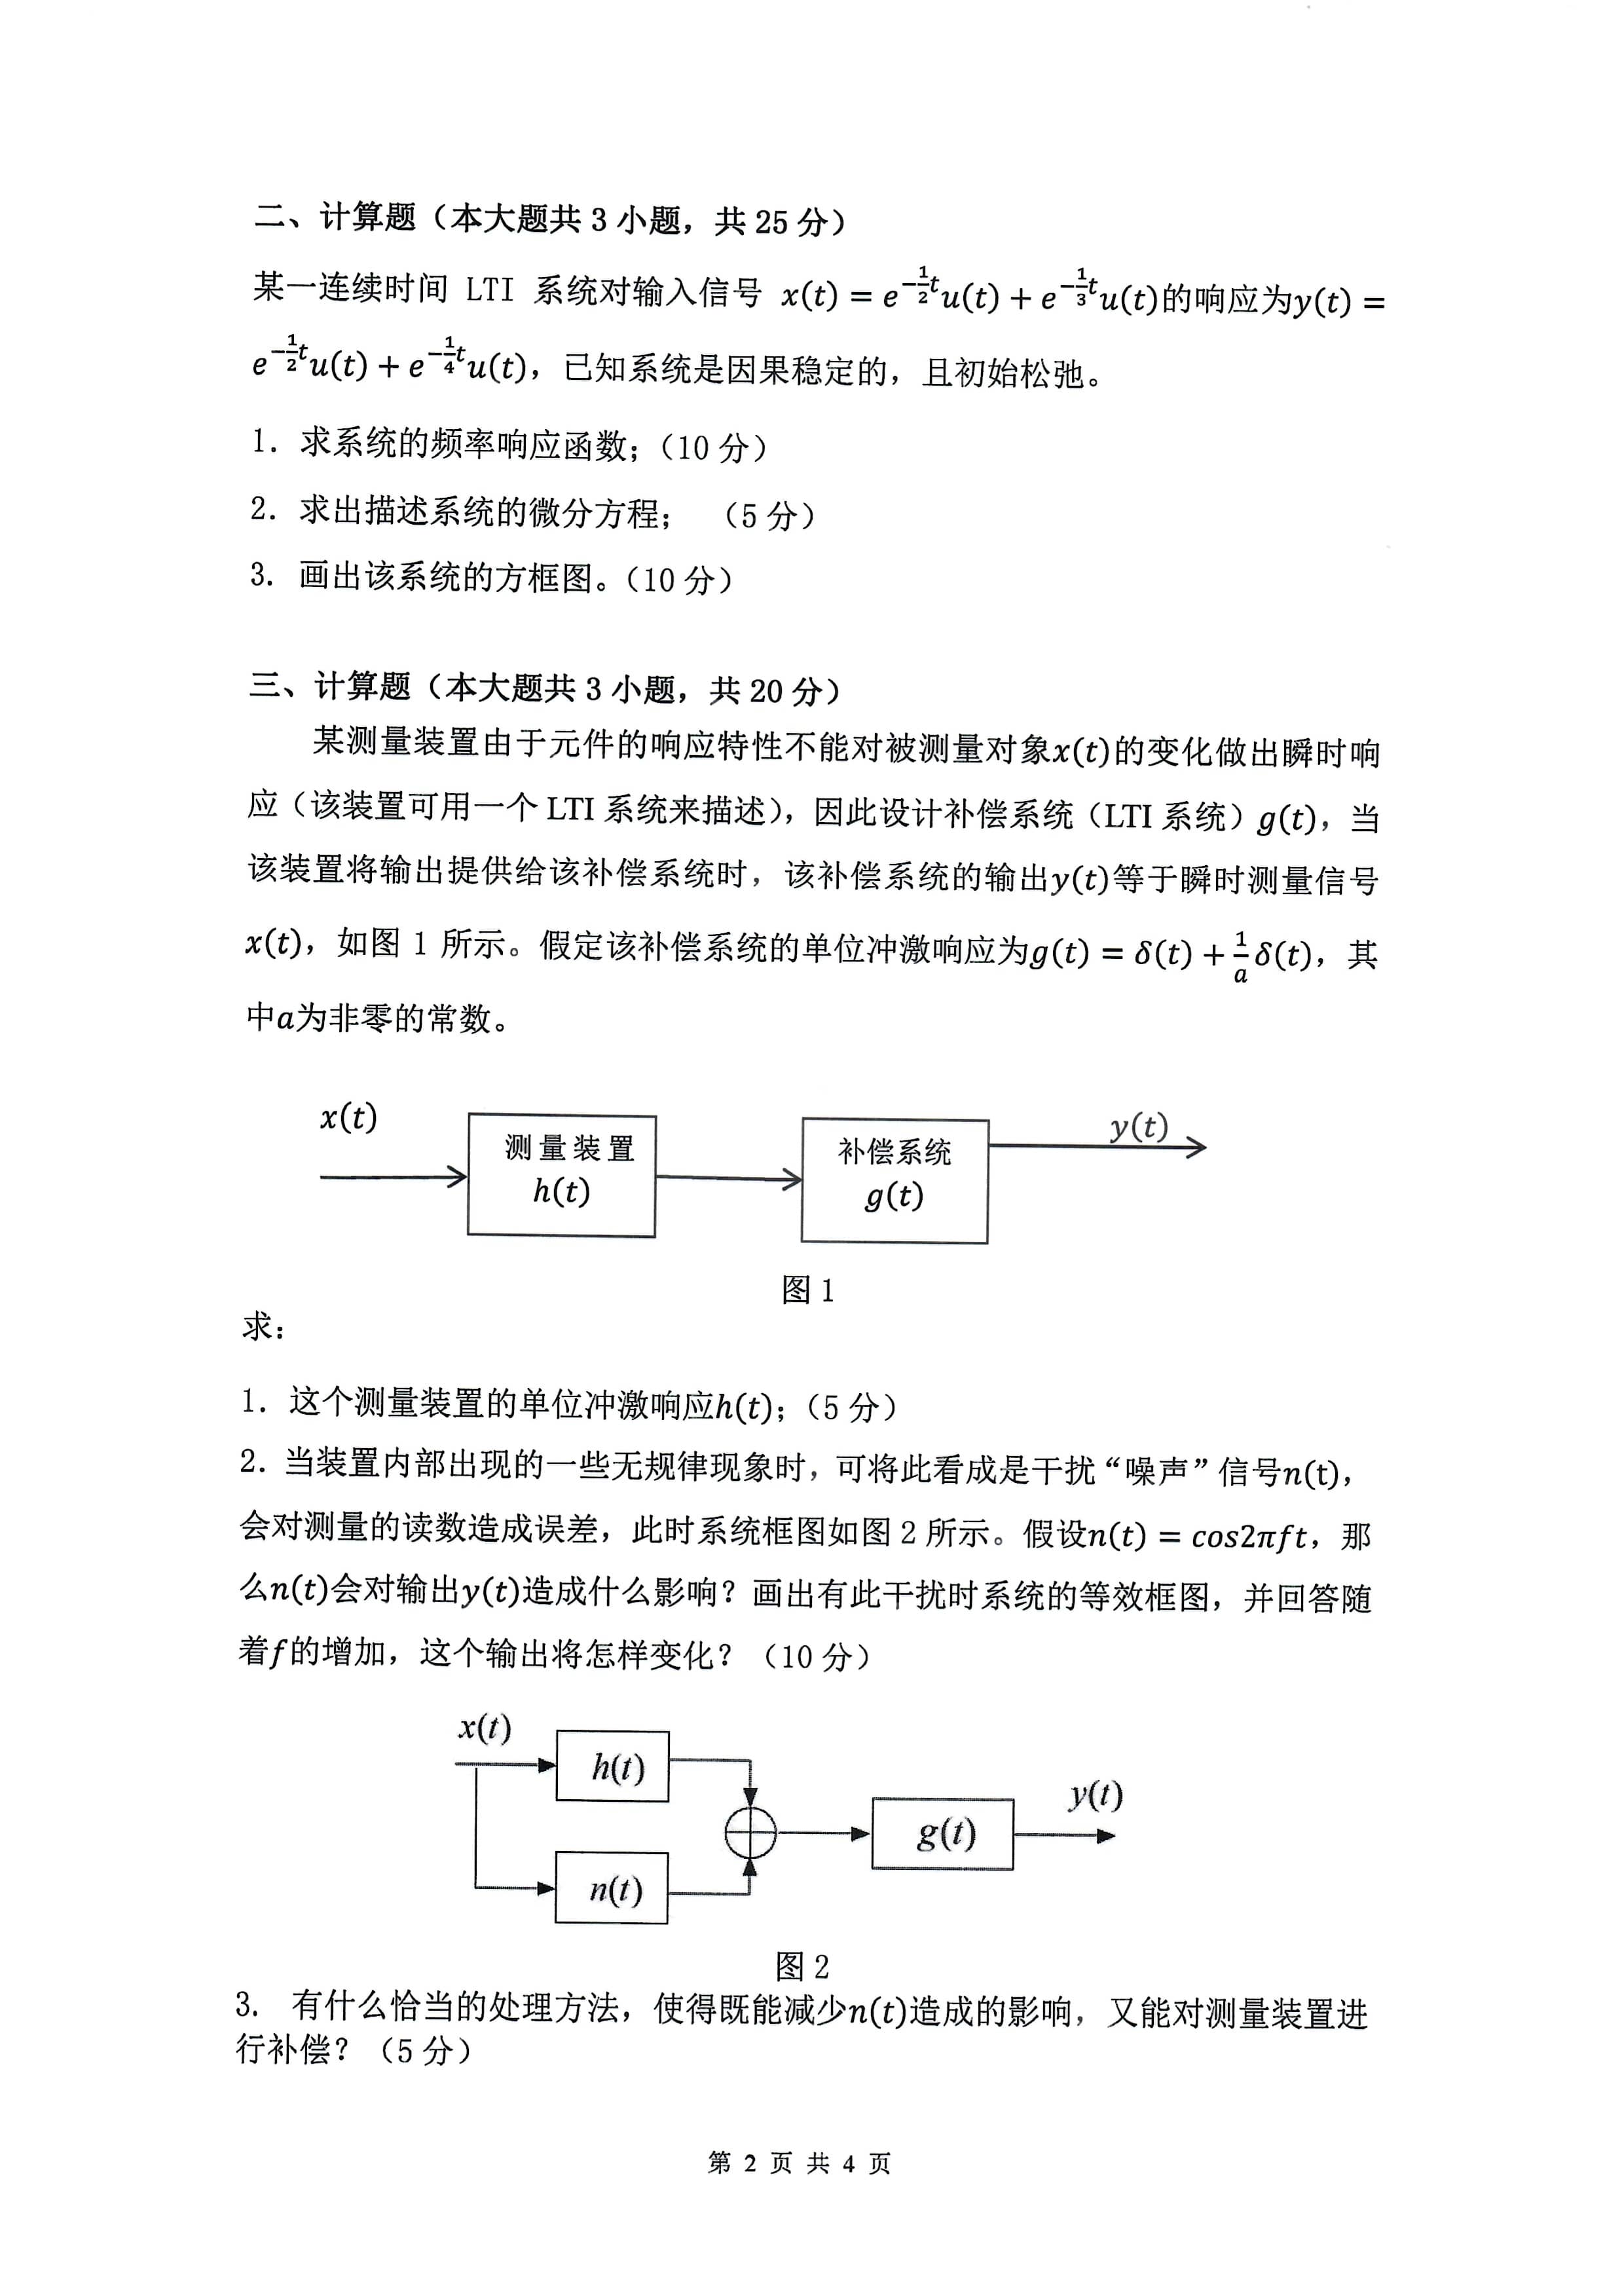 二、计算题（本大题共 3 小题，共 25 分）
某一连续时间 LTI 系统对输入信号 x(t) = e^{-\frac{1}{2}t}u(t) + e^{-\frac{1}{3}t}u(t)的响应为y(t) =
e^{-\frac{1}{2}t}u(t) + e^{-\frac{1}{4}t}u(t)，已知系统是因果稳定的，且初始松弛。
1. 求系统的频率响应函数；（10 分）
2. 求出描述系统的微分方程； （5 分）
3. 画出该系统的方框图。（10 分）
三、计算题（本大题共 3 小题，共 20 分）
某测量装置由于元件的响应特性不能对被测量对象x(t)的变化做出瞬时响
应（该装置可用一个 LTI 系统来描述），因此设计补偿系统（LTI 系统）g(t)，当
该装置将输出提供给该补偿系统时，该补偿系统的输出y(t)等于瞬时测量信号
x(t)，如图 1 所示。假定该补偿系统的单位冲激响应为g(t) = δ(t) + \frac{1}{a}δ(t)，其
中a为非零的常数。
x(t)
测量装置
h(t)
补偿系统
g(t)
y(t)
图 1
求：
1. 这个测量装置的单位冲激响应h(t)；（5 分）
2. 当装置内部出现的一些无规律现象时，可将此看成是干扰“噪声”信号n(t)，
会对测量的读数造成误差，此时系统框图如图 2 所示。假设n(t) = cos2πft，那
么n(t)会对输出y(t)造成什么影响？画出有此干扰时系统的等效框图，并回答随
着f的增加，这个输出将怎样变化？（10 分）
x(t)
h(t)
n(t)
g(t)
y(t)
图 2
3. 有什么恰当的处理方法，使得既能减少n(t)造成的影响，又能对测量装置进
行补偿？（5 分）
第 2 页 共 4 页